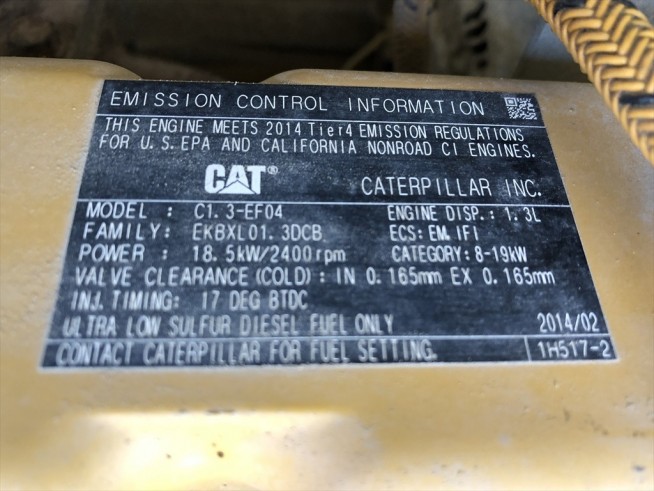 EMISSION CONTROL INFORMATION
THIS ENGINE MEETS 2014 Tier4 EMISSION REGULATIONS
FOR U.S.EPA AND CALIFORNIA NONROAD CI ENGINES.
CAT® CATERPILLAR INC.
MODEL : C1.3-EF04 ENGINE DISP.: 1.3L
FAMILY: EKBXL01.3DCB ECS: EM.IFI
POWER : 18.5kW/2400rpm CATEGORY: 8-19kW
VALVE CLEARANCE (COLD) : IN 0.165mm EX 0.165mm
INJ.TIMING: 17 DEG BTDC
ULTRA LOW SULFUR DIESEL FUEL ONLY 2014/02
CONTACT CATERPILLAR FOR FUEL SETTING. 1H517-2